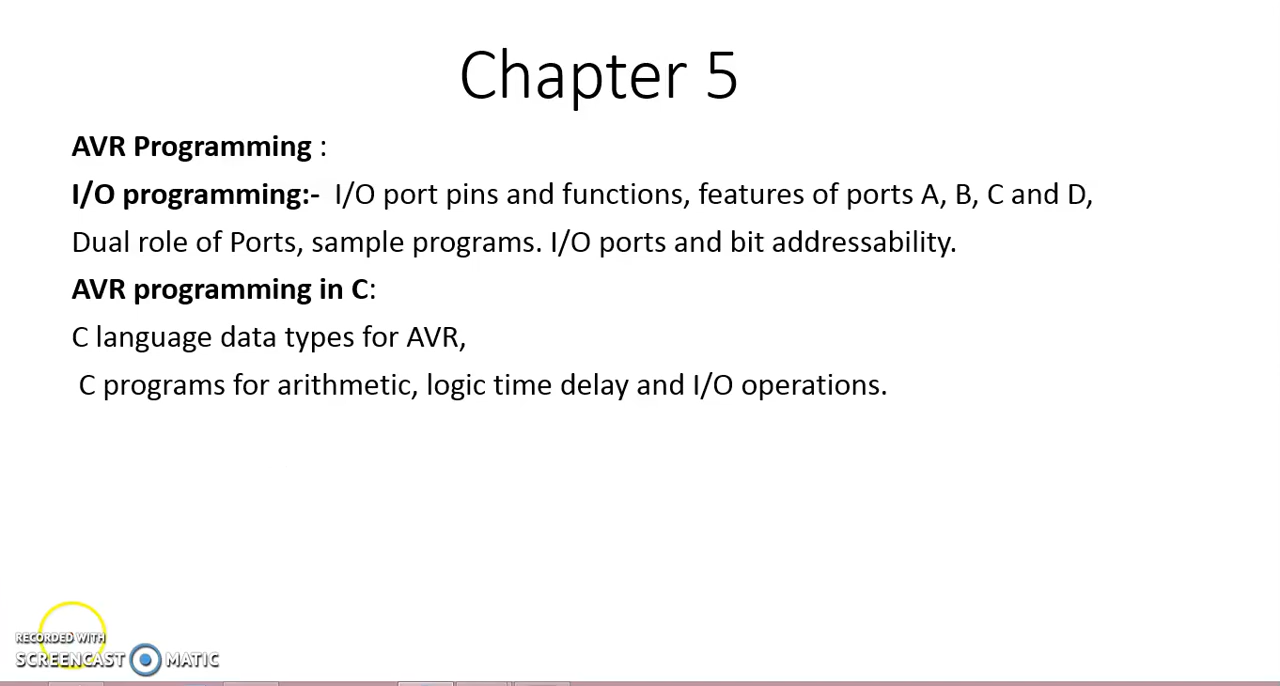 Chapter 5
AVR Programming :
I/O programming:- I/O port pins and functions, features of ports A, B, C and D,
Dual role of Ports, sample programs. I/O ports and bit addressability.
AVR programming in C:
C language data types for AVR,
C programs for arithmetic, logic time delay and I/O operations.
RECORDED WITH
SCREENCAST MATIC